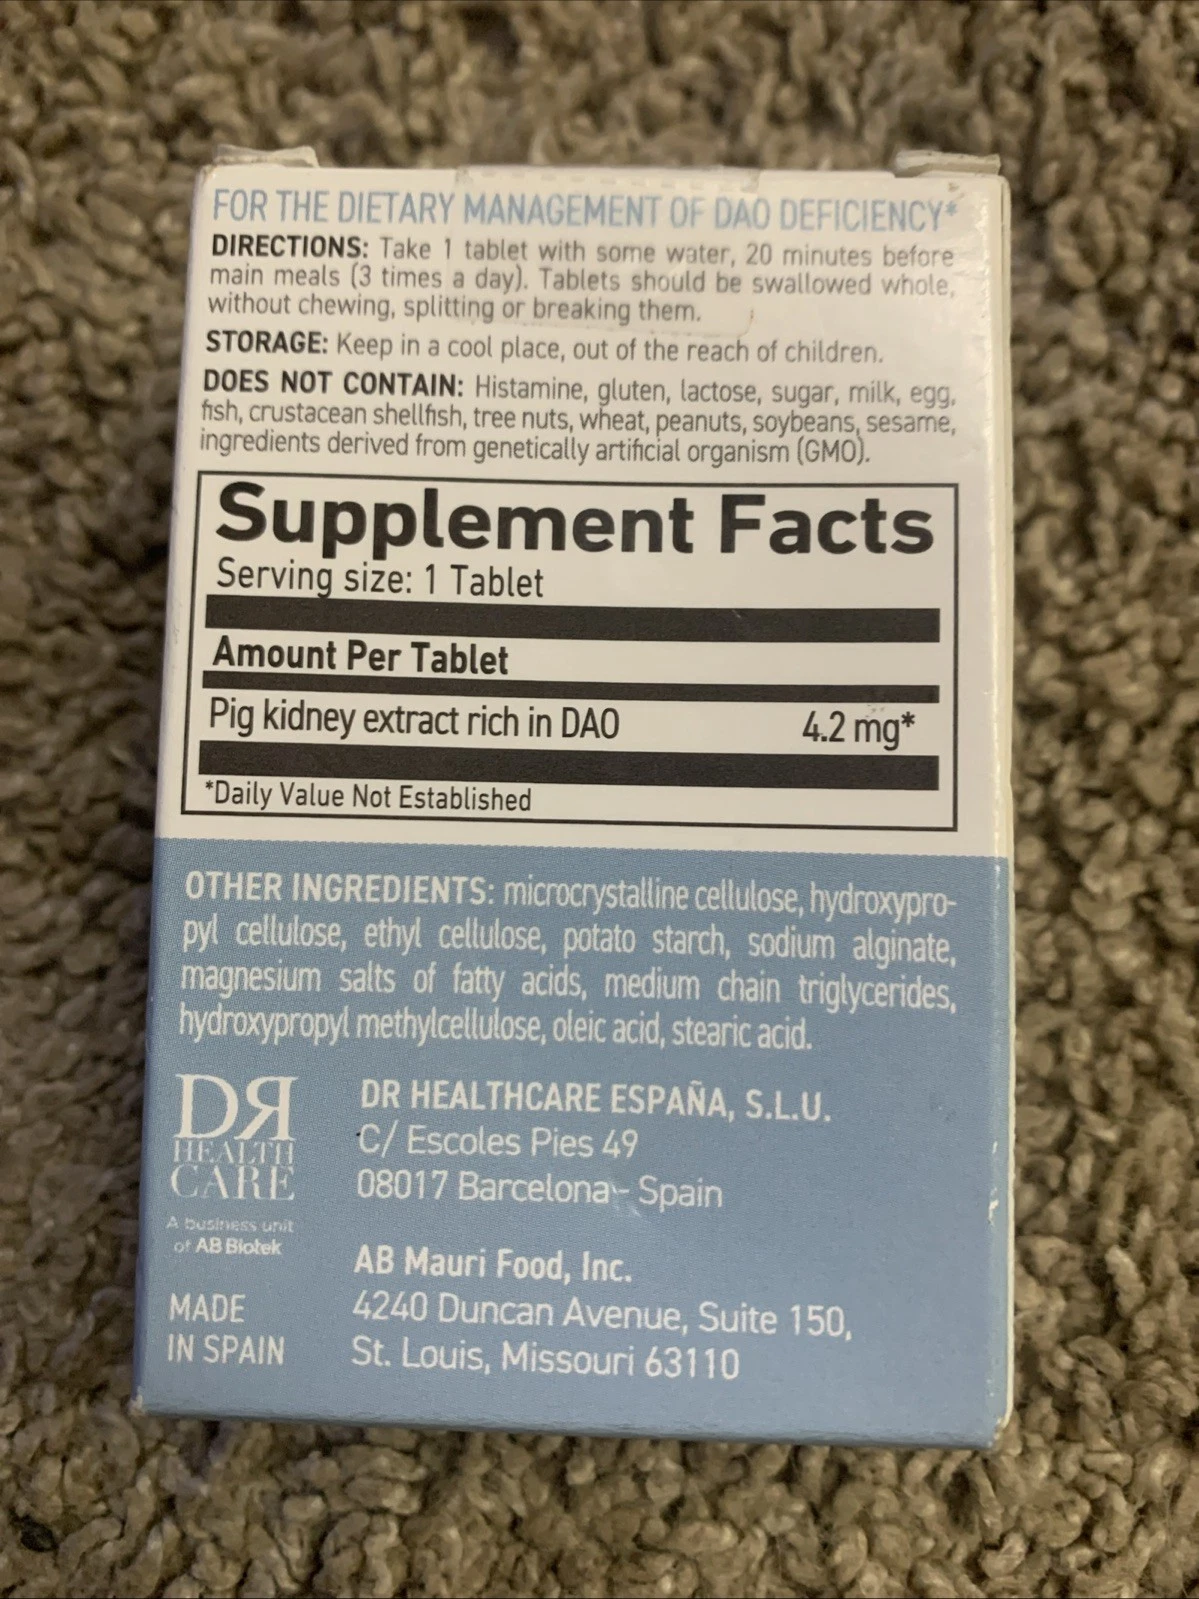 FOR THE DIETARY MANAGEMENT OF DAO DEFICIENCY*
DIRECTIONS: Take 1 tablet with some water, 20 minutes before
main meals (3 times a day). Tablets should be swallowed whole,
without chewing, splitting or breaking them.
STORAGE: Keep in a cool place, out of the reach of children.
DOES NOT CONTAIN: Histamine, gluten, lactose, sugar, milk, egg,
fish, crustacean shellfish, tree nuts, wheat, peanuts, soybeans, sesame,
ingredients derived from genetically artificial organism (GMO).
Supplement Facts
Serving size: 1 Tablet
Amount Per Tablet
Pig kidney extract rich in DAO 4.2 mg*
*Daily Value Not Established
OTHER INGREDIENTS: microcrystalline cellulose, hydroxypro-
pyl cellulose, ethyl cellulose, potato starch, sodium alginate,
magnesium salts of fatty acids, medium chain triglycerides,
hydroxypropyl methylcellulose, oleic acid, stearic acid.
DR
HEALTH
CARE
A business unit
of AB Biotek
MADE
IN SPAIN
DR HEALTHCARE ESPAÑA, S.L.U.
C/ Escoles Pies 49
08017 Barcelona - Spain
AB Mauri Food, Inc.
4240 Duncan Avenue, Suite 150,
St. Louis, Missouri 63110